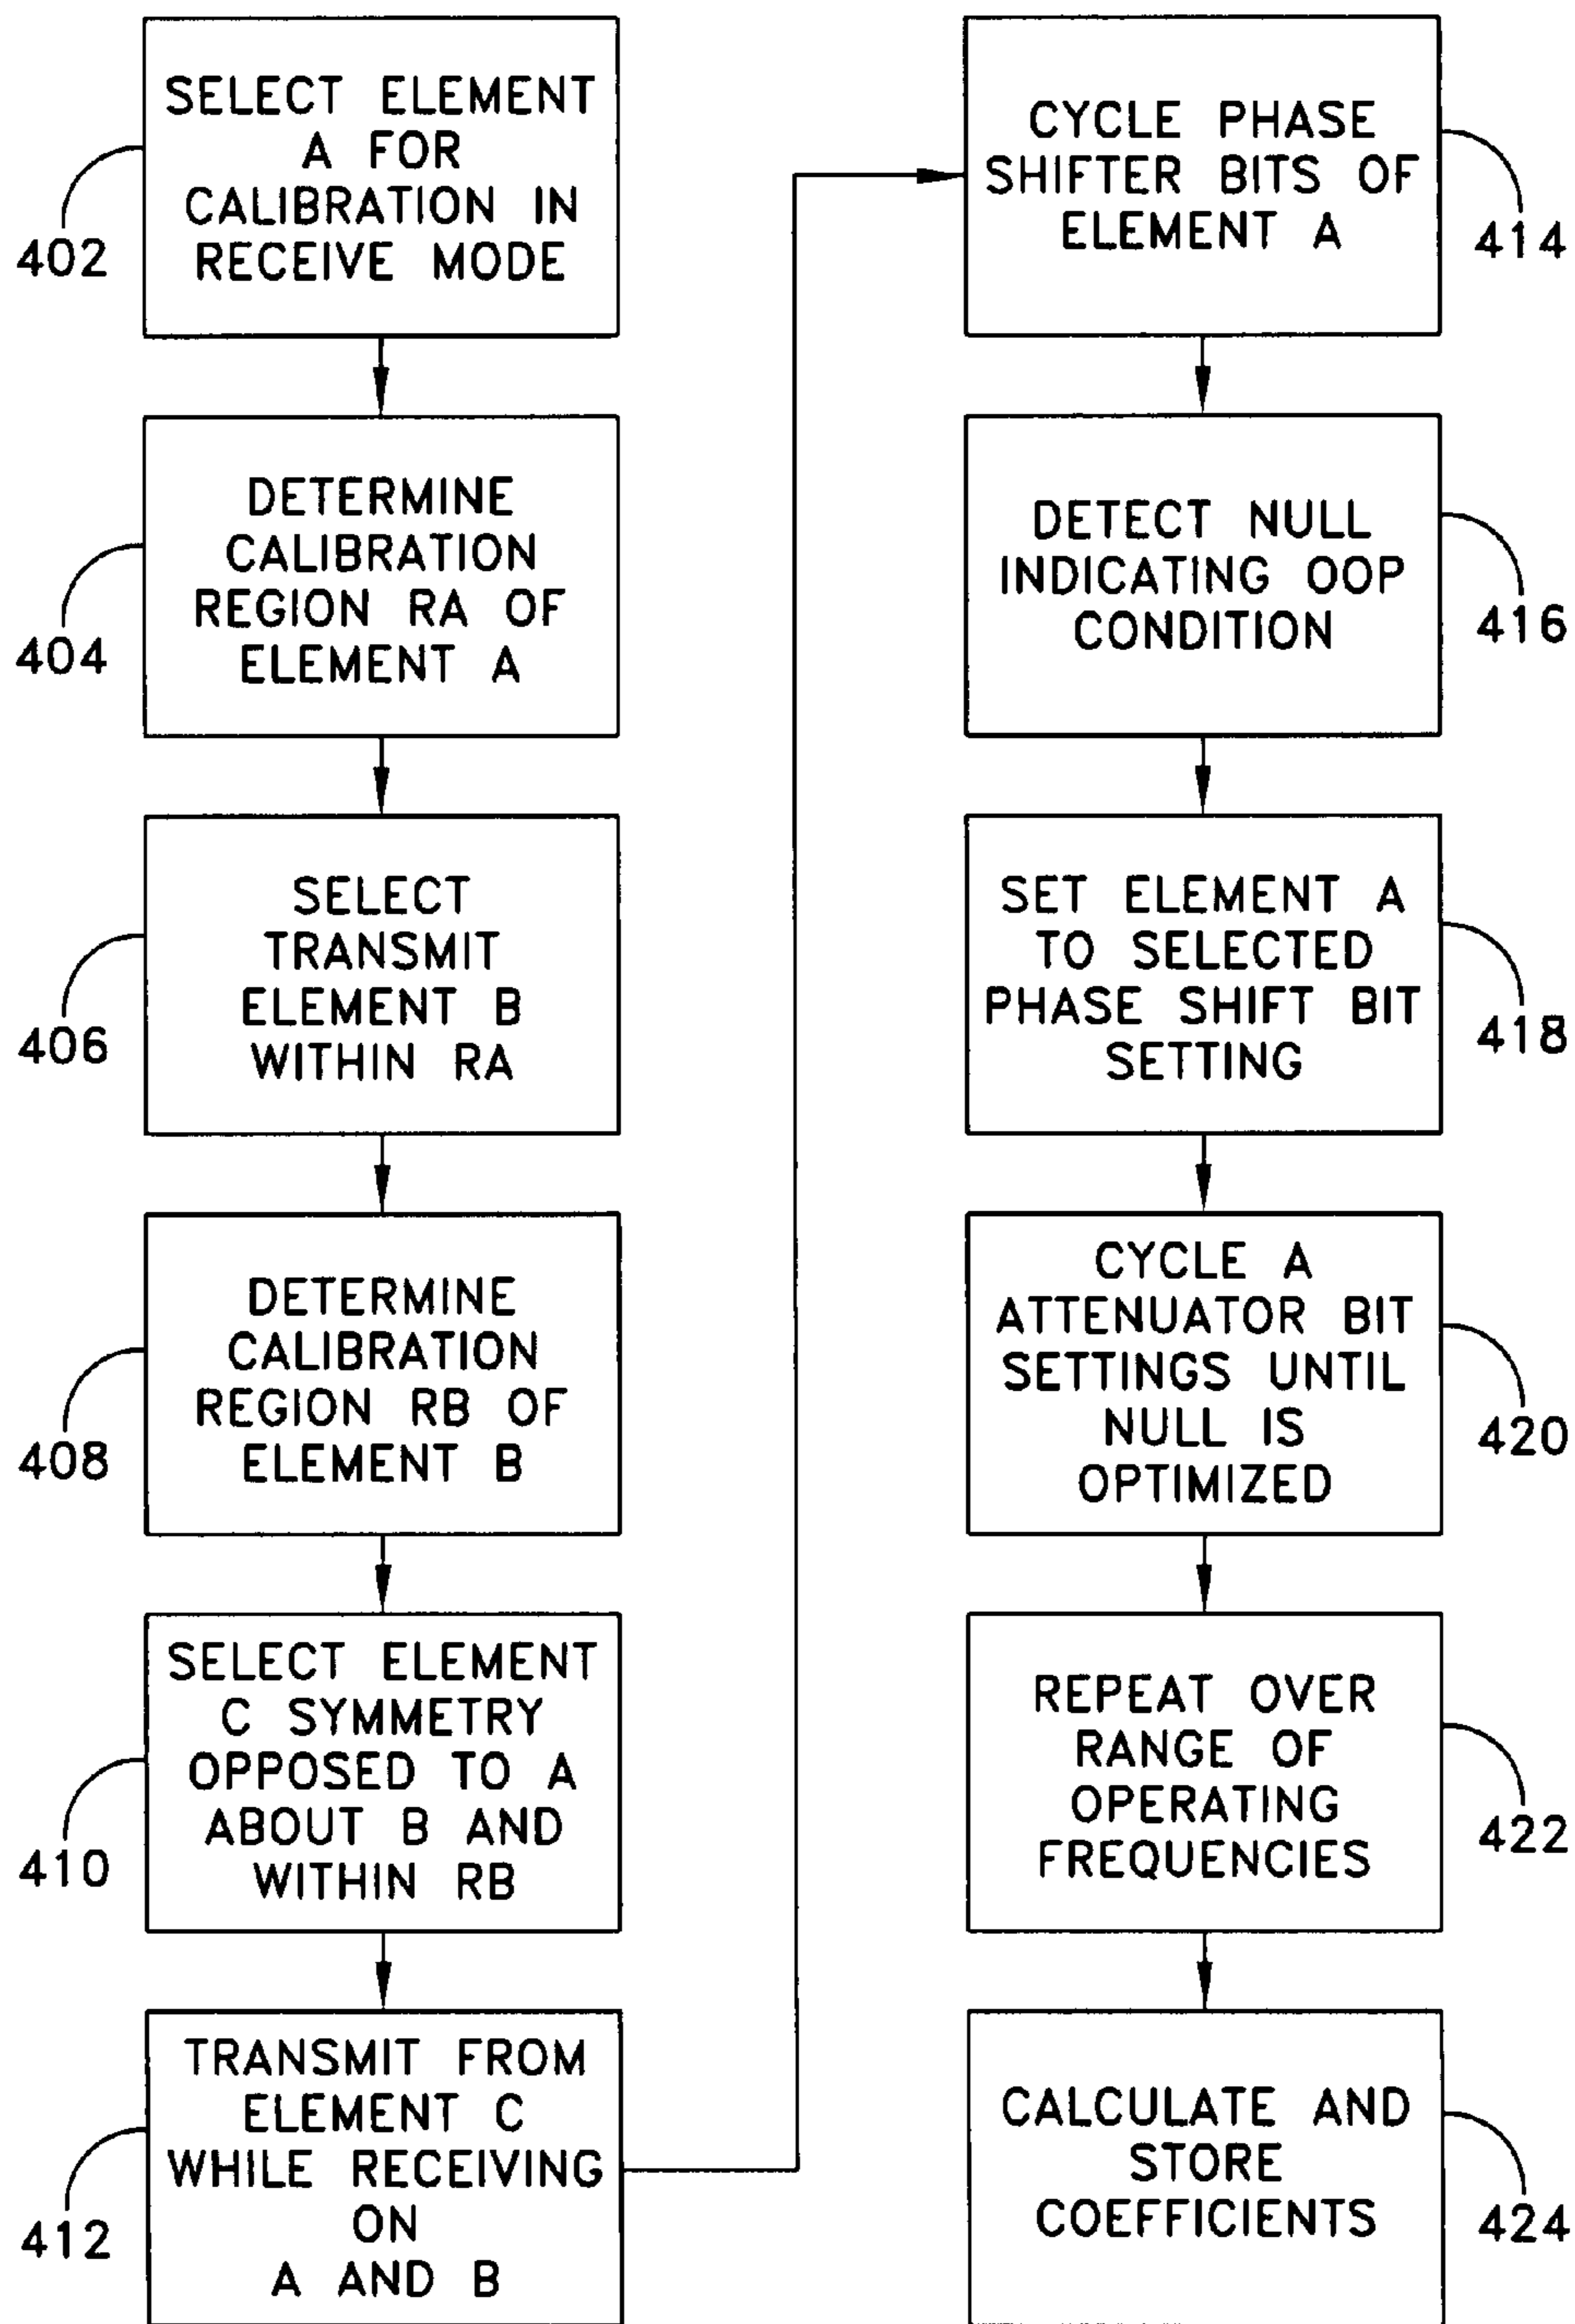 SELECT ELEMENT
A FOR
CALIBRATION IN
RECEIVE MODE
402
DETERMINE
CALIBRATION
REGION RA OF
ELEMENT A
404
SELECT
TRANSMIT
ELEMENT B
WITHIN RA
406
DETERMINE
CALIBRATION
REGION RB OF
ELEMENT B
408
SELECT ELEMENT
C SYMMETRY
OPPOSED TO A
ABOUT B AND
WITHIN RB
410
TRANSMIT FROM
ELEMENT C
WHILE RECEIVING
ON
A AND B
412
CYCLE PHASE
SHIFTER BITS OF
ELEMENT A
414
DETECT NULL
INDICATING OOP
CONDITION
416
SET ELEMENT A
TO SELECTED
PHASE SHIFT BIT
SETTING
418
CYCLE A
ATTENUATOR BIT
SETTINGS UNTIL
NULL IS
OPTIMIZED
420
REPEAT OVER
RANGE OF
OPERATING
FREQUENCIES
422
CALCULATE AND
STORE
COEFFICIENTS
424